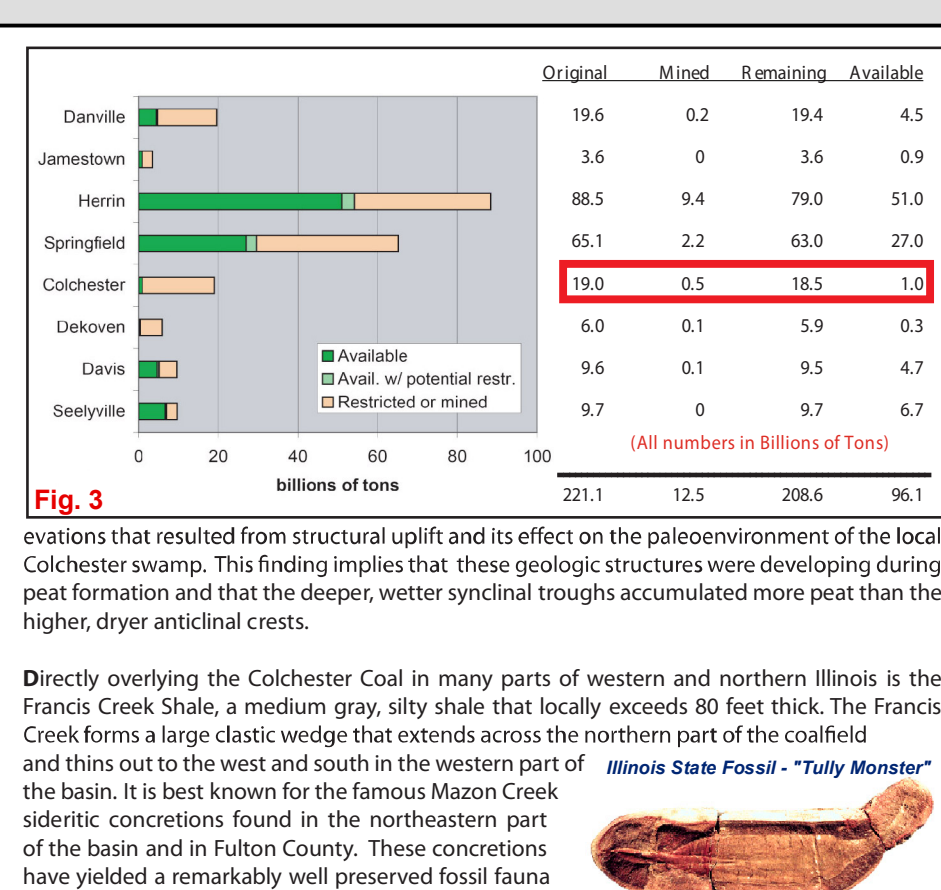 Original Mined Remaining Available
Danville 19.6 0.2 19.4 4.5
Jamestown 3.6 0 3.6 0.9
Herrin 88.5 9.4 79.0 51.0
Springfield 65.1 2.2 63.0 27.0
Colchester 19.0 0.5 18.5 1.0
Dekoven 6.0 0.1 5.9 0.3
Davis 9.6 0.1 9.5 4.7
Seelyville 9.7 0 9.7 6.7
Available
Avail. w/ potential restr.
Restricted or mined
(All numbers in Billions of Tons)
0 20 40 60 80 100
billions of tons
221.1 12.5 208.6 96.1
Fig. 3
evations that resulted from structural uplift and its effect on the paleoenvironment of the local
Colchester swamp. This finding implies that these geologic structures were developing during
peat formation and that the deeper, wetter synclinal troughs accumulated more peat than the
higher, dryer anticlinal crests.
Directly overlying the Colchester Coal in many parts of western and northern Illinois is the
Francis Creek Shale, a medium gray, silty shale that locally exceeds 80 feet thick. The Francis
Creek forms a large clastic wedge that extends across the northern part of the coalfield
and thins out to the west and south in the western part of
the basin. It is best known for the famous Mazon Creek
sideritic concretions found in the northeastern part
of the basin and in Fulton County. These concretions
have yielded a remarkably well preserved fossil fauna
Illinois State Fossil - "Tully Monster"